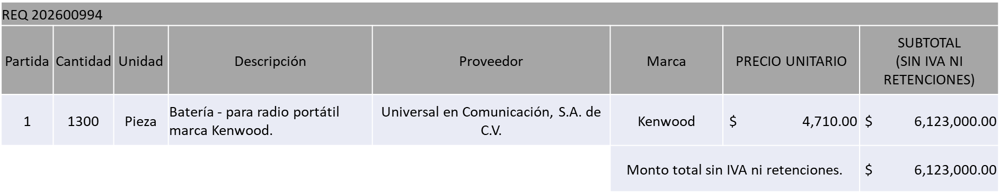 REQ 202600994
Partida Cantidad Unidad Descripción Proveedor Marca PRECIO UNITARIO SUBTOTAL
(SIN IVA NI
RETENCIONES)
1 1300 Pieza Batería - para radio portátil
marca Kenwood. Universal en Comunicación, S.A. de
C.V. Kenwood $ 4,710.00 $ 6,123,000.00
Monto total sin IVA ni retenciones. $ 6,123,000.00